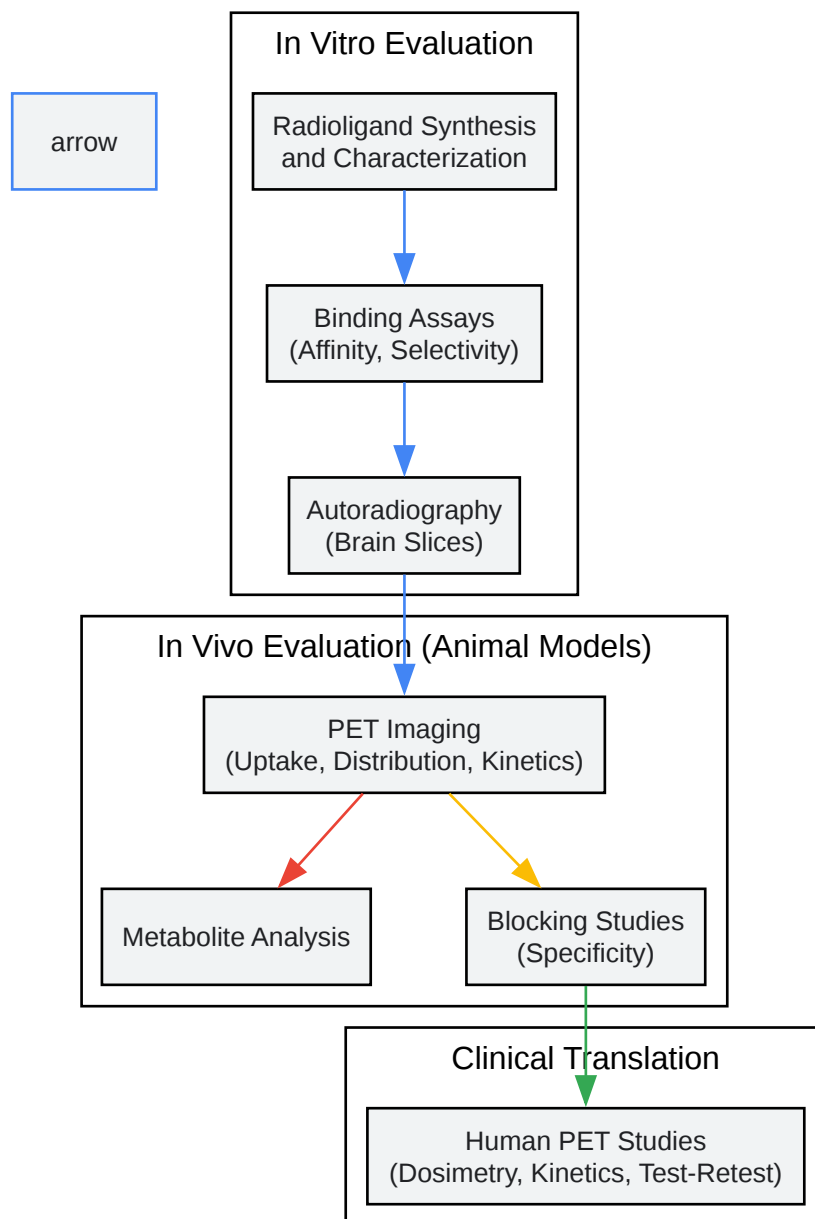 In Vitro Evaluation
arrow
Radioligand Synthesis
and Characterization
Binding Assays
(Affinity, Selectivity)
Autoradiography
(Brain Slices)
In Vivo Evaluation (Animal Models)
PET Imaging
(Uptake, Distribution, Kinetics)
Metabolite Analysis
Blocking Studies
(Specificity)
Clinical Translation
Human PET Studies
(Dosimetry, Kinetics, Test-Retest)